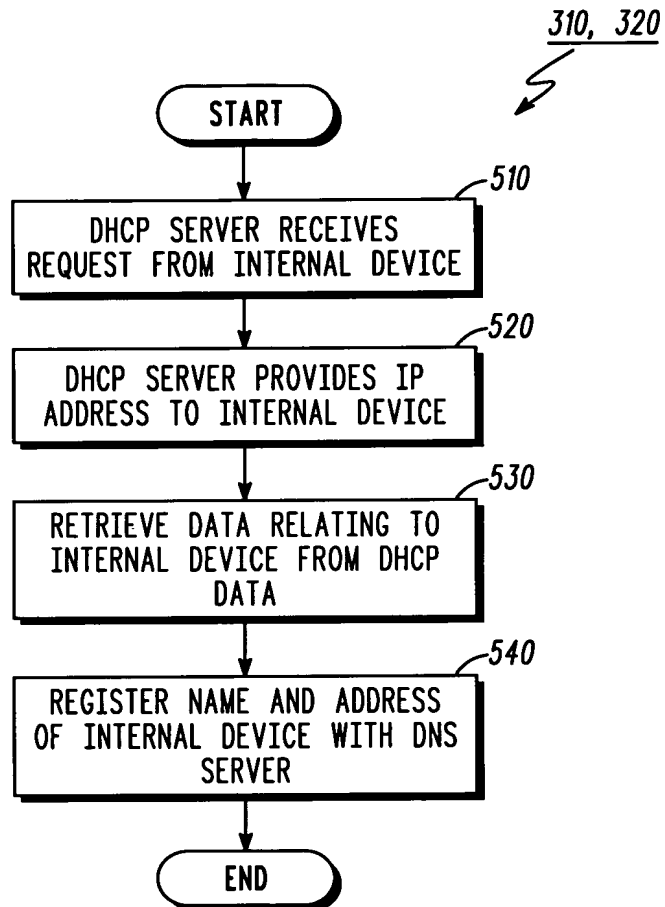 310, 320
START
510
DHCP SERVER RECEIVES
REQUEST FROM INTERNAL DEVICE
520
DHCP SERVER PROVIDES IP
ADDRESS TO INTERNAL DEVICE
530
RETRIEVE DATA RELATING TO
INTERNAL DEVICE FROM DHCP
DATA
540
REGISTER NAME AND ADDRESS
OF INTERNAL DEVICE WITH DNS
SERVER
END